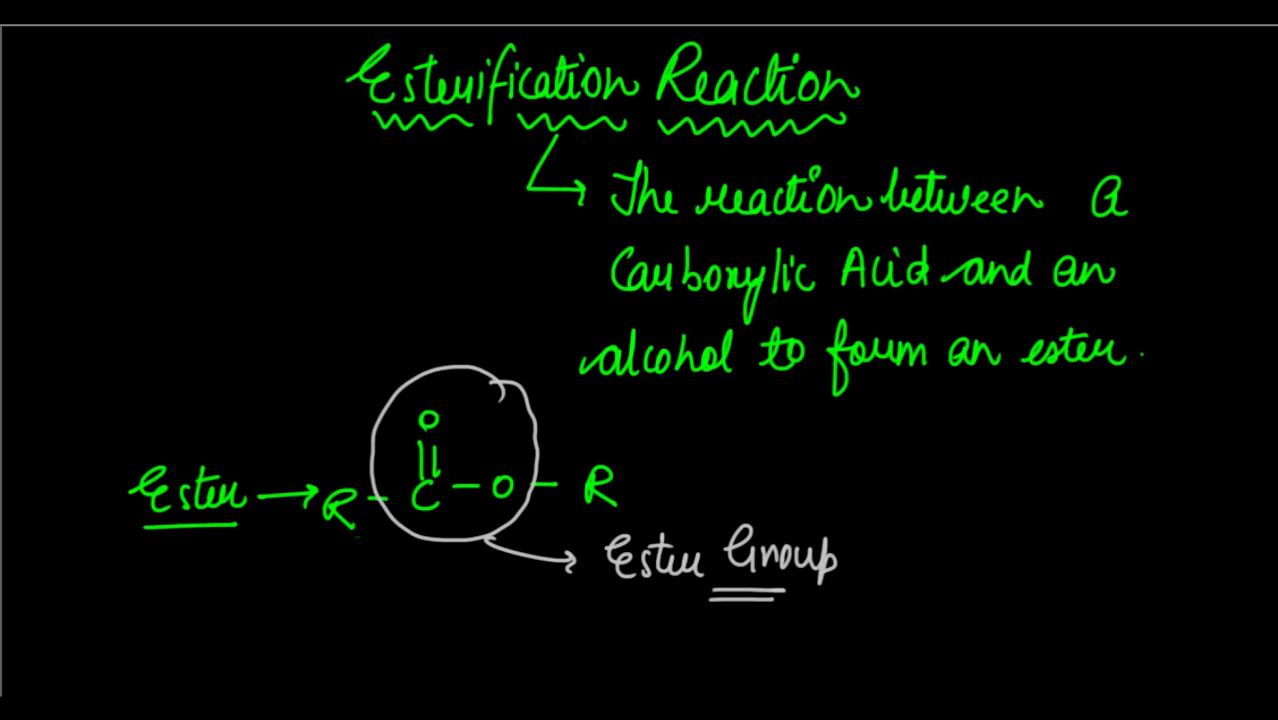 Esterification Reaction
The reaction between a
Carboxylic Acid and an
alcohol to form an ester.
O
||
Ester → R - C - O - R
Ester Group